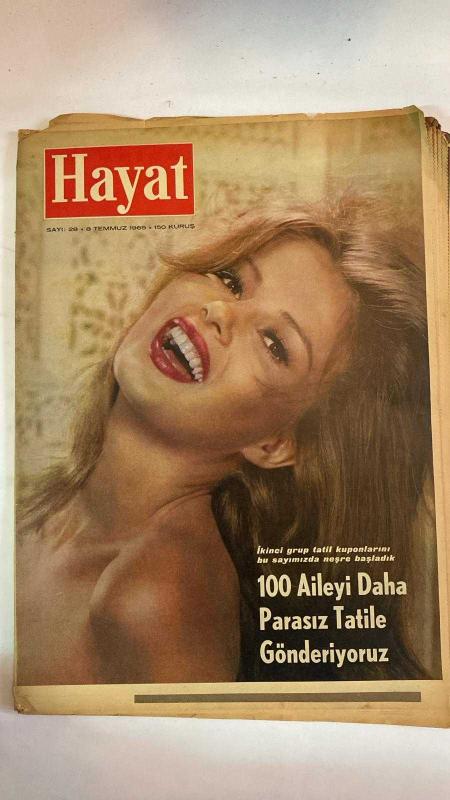 Hayat
SAYI: 28 • 8 TEMMUZ 1965 • 150 KURUŞ
İkinci grup tatil kuponlarını
bu sayımızda neşre başladık
100 Aileyi Daha
Parasız Tatile
Gönderiyoruz